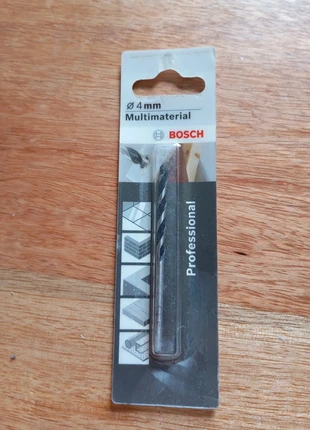 Ø 4mm
Multimaterial
BOSCH
Professional